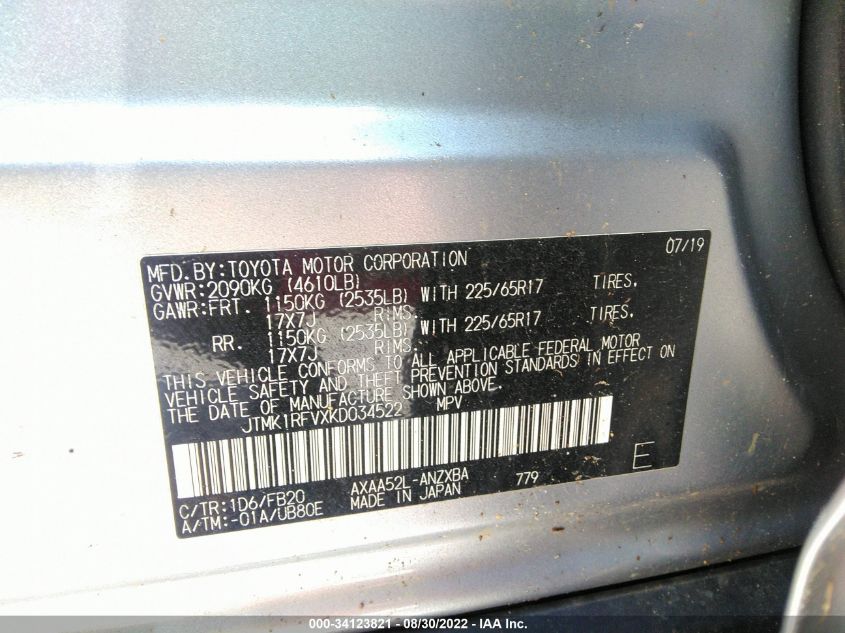 07/19
MFD. BY: TOYOTA MOTOR CORPORATION
GVWR: 2090KG (4610LB)
GAWR: FRT. 1150KG (2535LB) WITH 225/65R17 TIRES,
17X7J RIMS.
RR. 1150KG (2535LB) WITH 225/65R17 TIRES,
17X7J RIMS.
THIS VEHICLE CONFORMS TO ALL APPLICABLE FEDERAL MOTOR
VEHICLE SAFETY AND THEFT PREVENTION STANDARDS IN EFFECT ON
THE DATE OF MANUFACTURE SHOWN ABOVE.
JTMK1RFVXKD034522 MPV
C/TR: 1D6/FB20 AXAA52L-ANZXBA 779
A/TM: -01A/UB80E MADE IN JAPAN
E
000-34123821 - 08/30/2022 - IAA Inc.